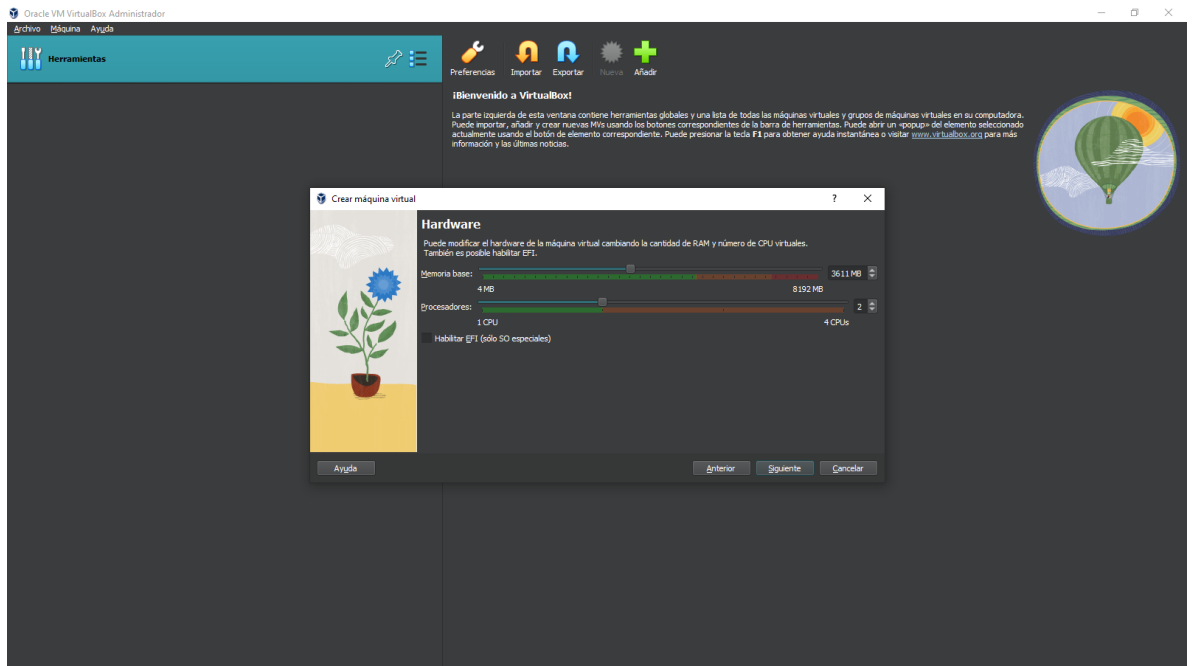 Oracle VM VirtualBox Administrador
Archivo Máquina Ayuda
Herramientas
Preferencias Importar Exportar Nueva Añadir
¡Bienvenido a VirtualBox!
La parte izquierda de esta ventana contiene herramientas globales y una lista de todas las máquinas virtuales y grupos de máquinas virtuales en su computadora.
Puede importar, añadir y crear nuevas MVs usando los botones correspondientes de la barra de herramientas. Puede abrir un «popup» del elemento seleccionado
actualmente usando el botón de elemento correspondiente. Puede presionar la tecla F1 para obtener ayuda instantánea o visitar www.virtualbox.org para más
información y las últimas noticias.
Crear máquina virtual ?
Hardware
Puede modificar el hardware de la máquina virtual cambiando la cantidad de RAM y número de CPU virtuales.
También es posible habilitar EFI.
Memoria base: 3611 MB
4 MB 8192 MB
Procesadores: 2
1 CPU 4 CPUs
Habilitar EFI (sólo SO especiales)
Ayuda Anterior Siguiente Cancelar